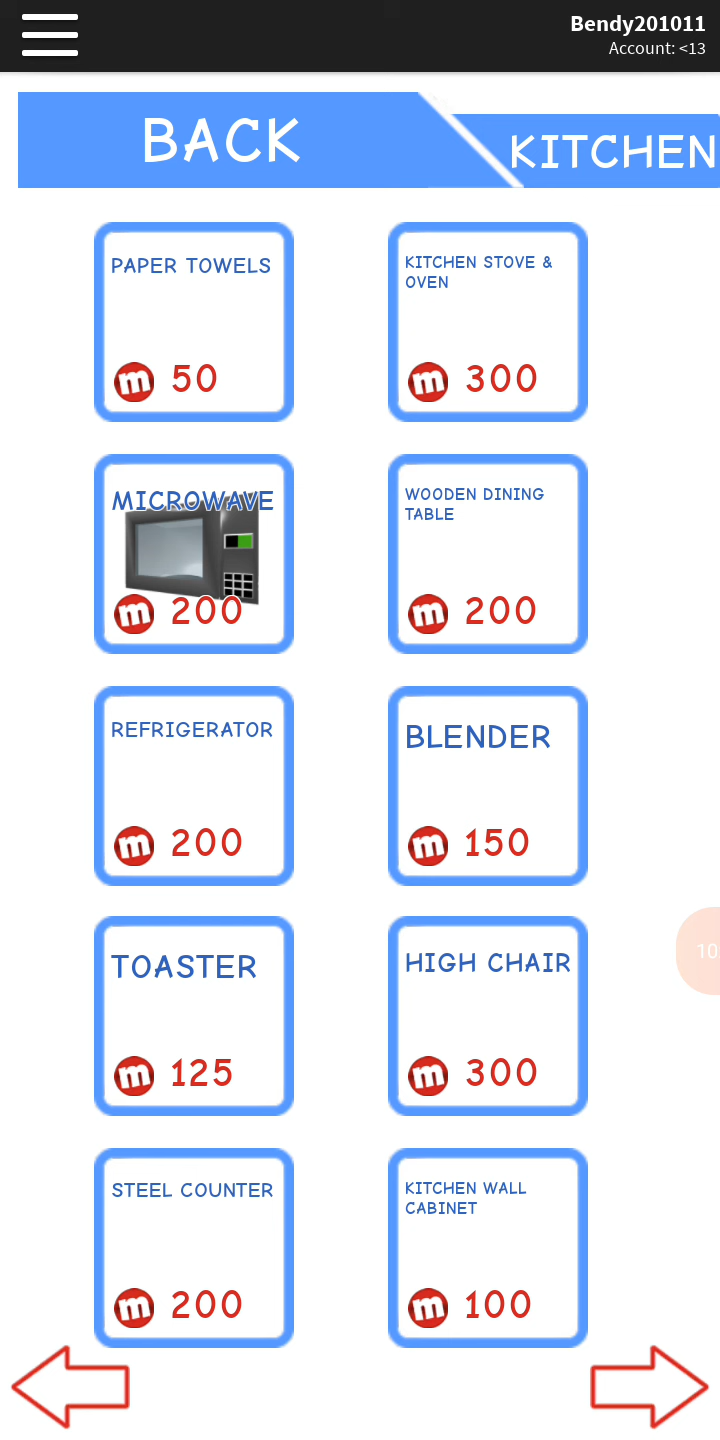 Bendy201011
Account: <13
BACK
KITCHEN
PAPER TOWELS
m 50
KITCHEN STOVE &
OVEN
m 300
MICROWAVE
m 200
WOODEN DINING
TABLE
m 200
REFRIGERATOR
m 200
BLENDER
m 150
TOASTER
m 125
HIGH CHAIR
m 300
STEEL COUNTER
m 200
KITCHEN WALL
CABINET
m 100